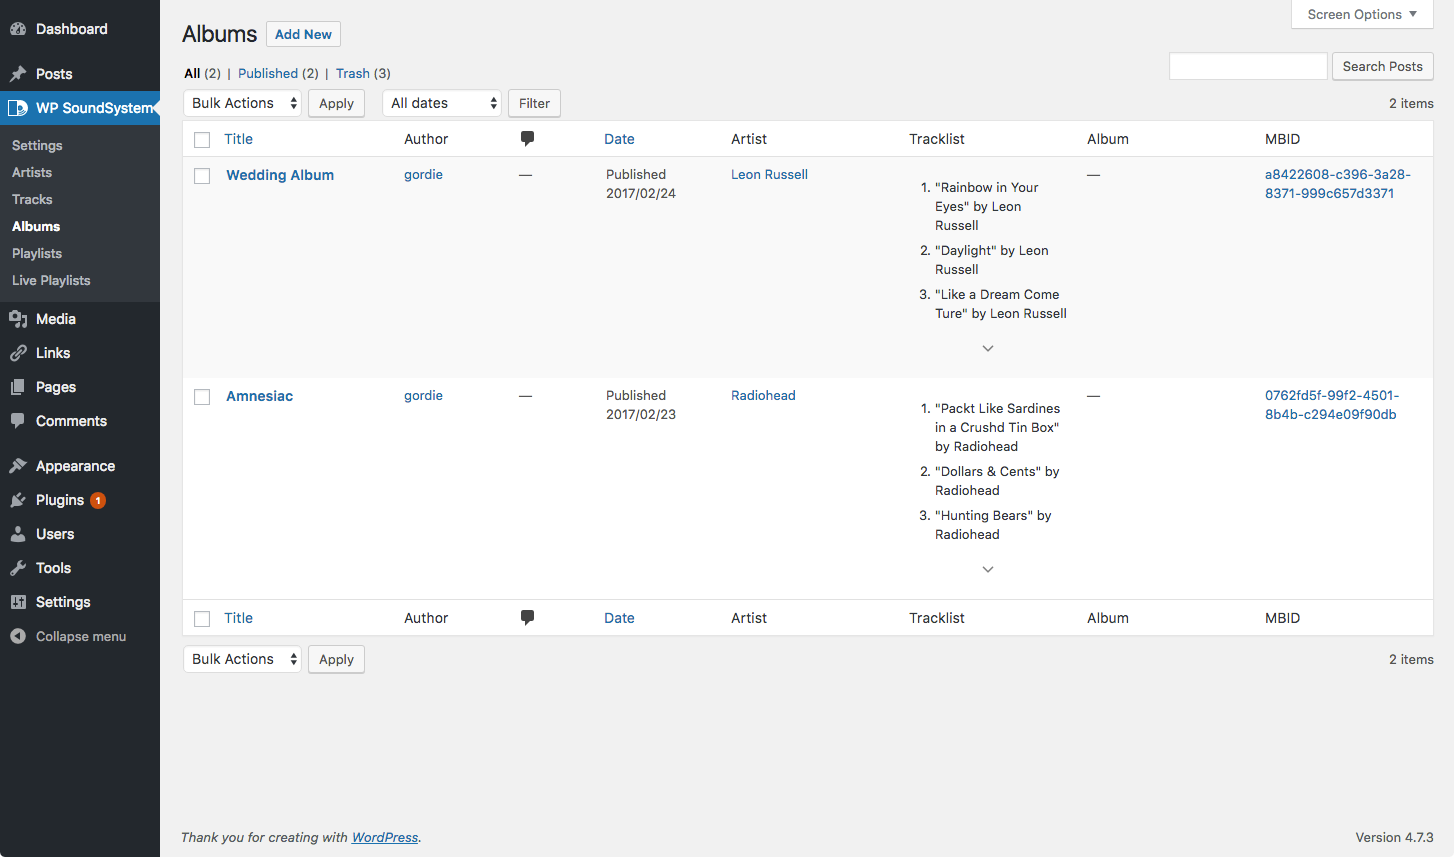 Dashboard
Posts
WP SoundSystem
Settings
Artists
Tracks
Albums
Playlists
Live Playlists
Media
Links
Pages
Comments
Appearance
Plugins 1
Users
Tools
Settings
Collapse menu
Screen Options
Albums Add New
All (2) | Published (2) | Trash (3)
Search Posts
Bulk Actions Apply All dates Filter 2 items
Title Author Date Artist Tracklist Album MBID
Wedding Album gordie — Published Leon Russell — a8422608-c396-3a28-
2017/02/24 8371-999c657d3371
1. "Rainbow in Your
Eyes" by Leon
Russell
2. "Daylight" by Leon
Russell
3. "Like a Dream Come
Ture" by Leon Russell
Amnesiac gordie — Published Radiohead — 0762fd5f-99f2-4501-
2017/02/23 8b4b-c294e09f90db
1. "Packt Like Sardines
in a Crushd Tin Box"
by Radiohead
2. "Dollars & Cents" by
Radiohead
3. "Hunting Bears" by
Radiohead
Title Author Date Artist Tracklist Album MBID
Bulk Actions Apply 2 items
Thank you for creating with WordPress. Version 4.7.3